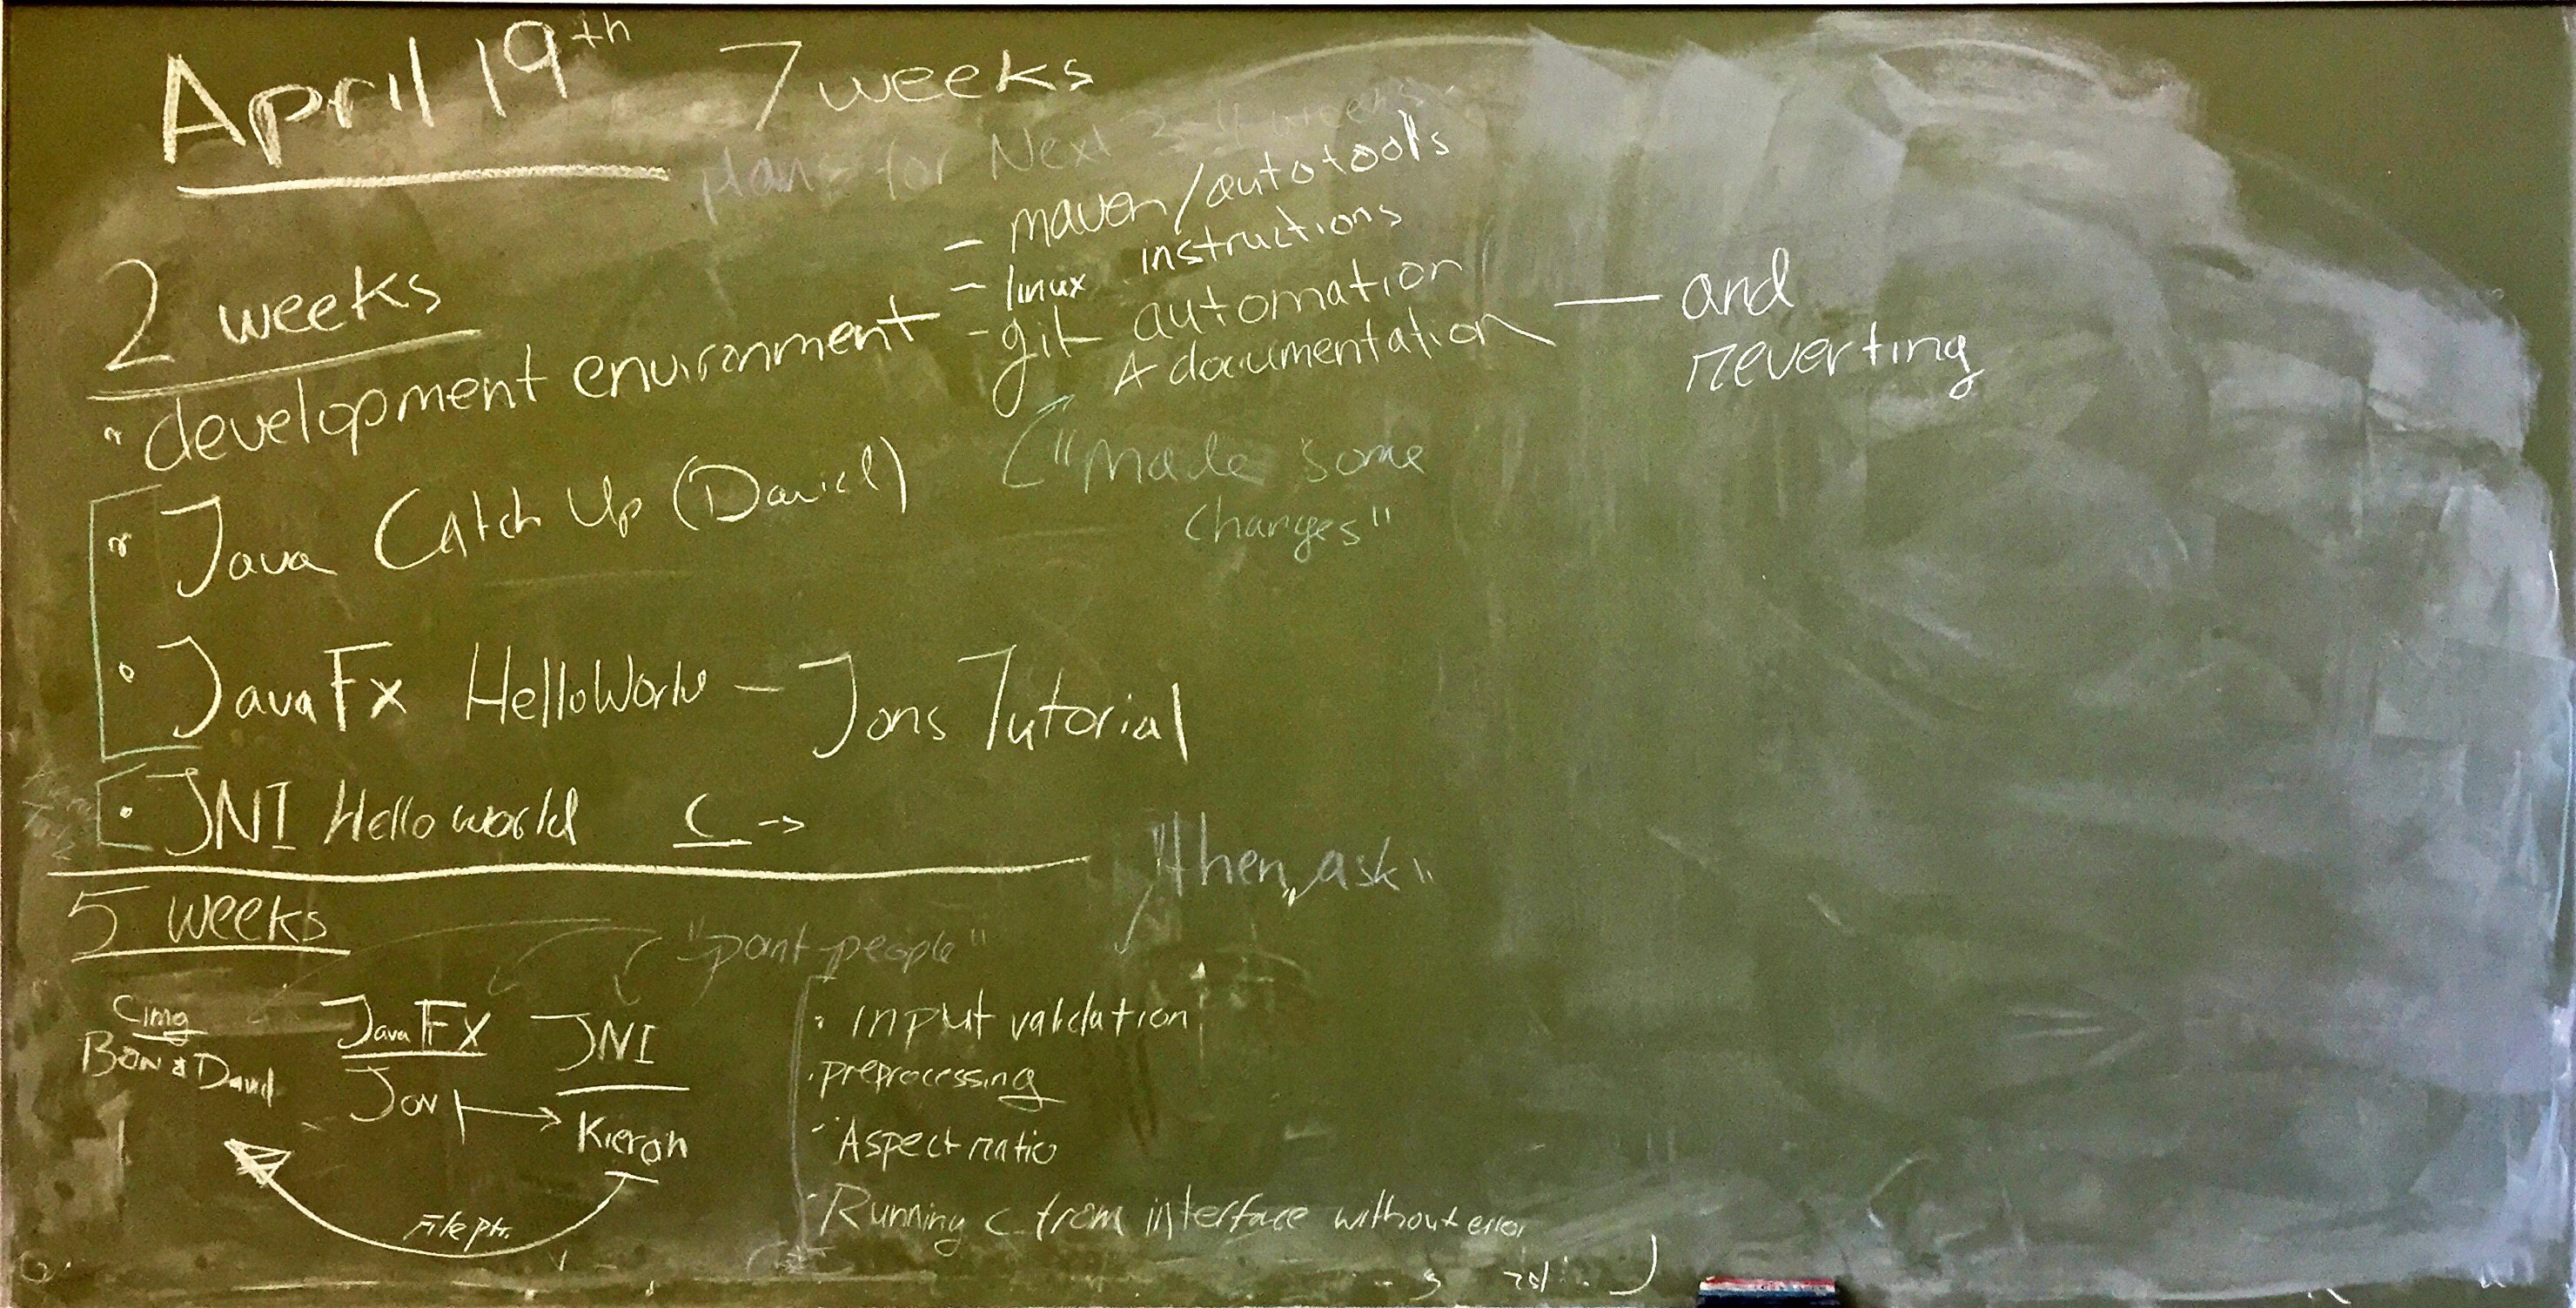 April 19th 7 weeks
plans for Next 3-4 weeks
2 weeks
• development environment
- maven/autotools
- linux instructions
- git automation
& documentation — and
reverting
"made some
changes"
• Java Catch Up (Daniel)
• JavaFx HelloWorld - Jons Tutorial
• JNI Hello world C →
5 weeks
"then, ask"
"point people"
Cimg
Ben & David
JavaFX
Jon
JNI
Kieran
File ptr.
• Input validation
• preprocessing
• Aspect ratio
• Running C from interface without error